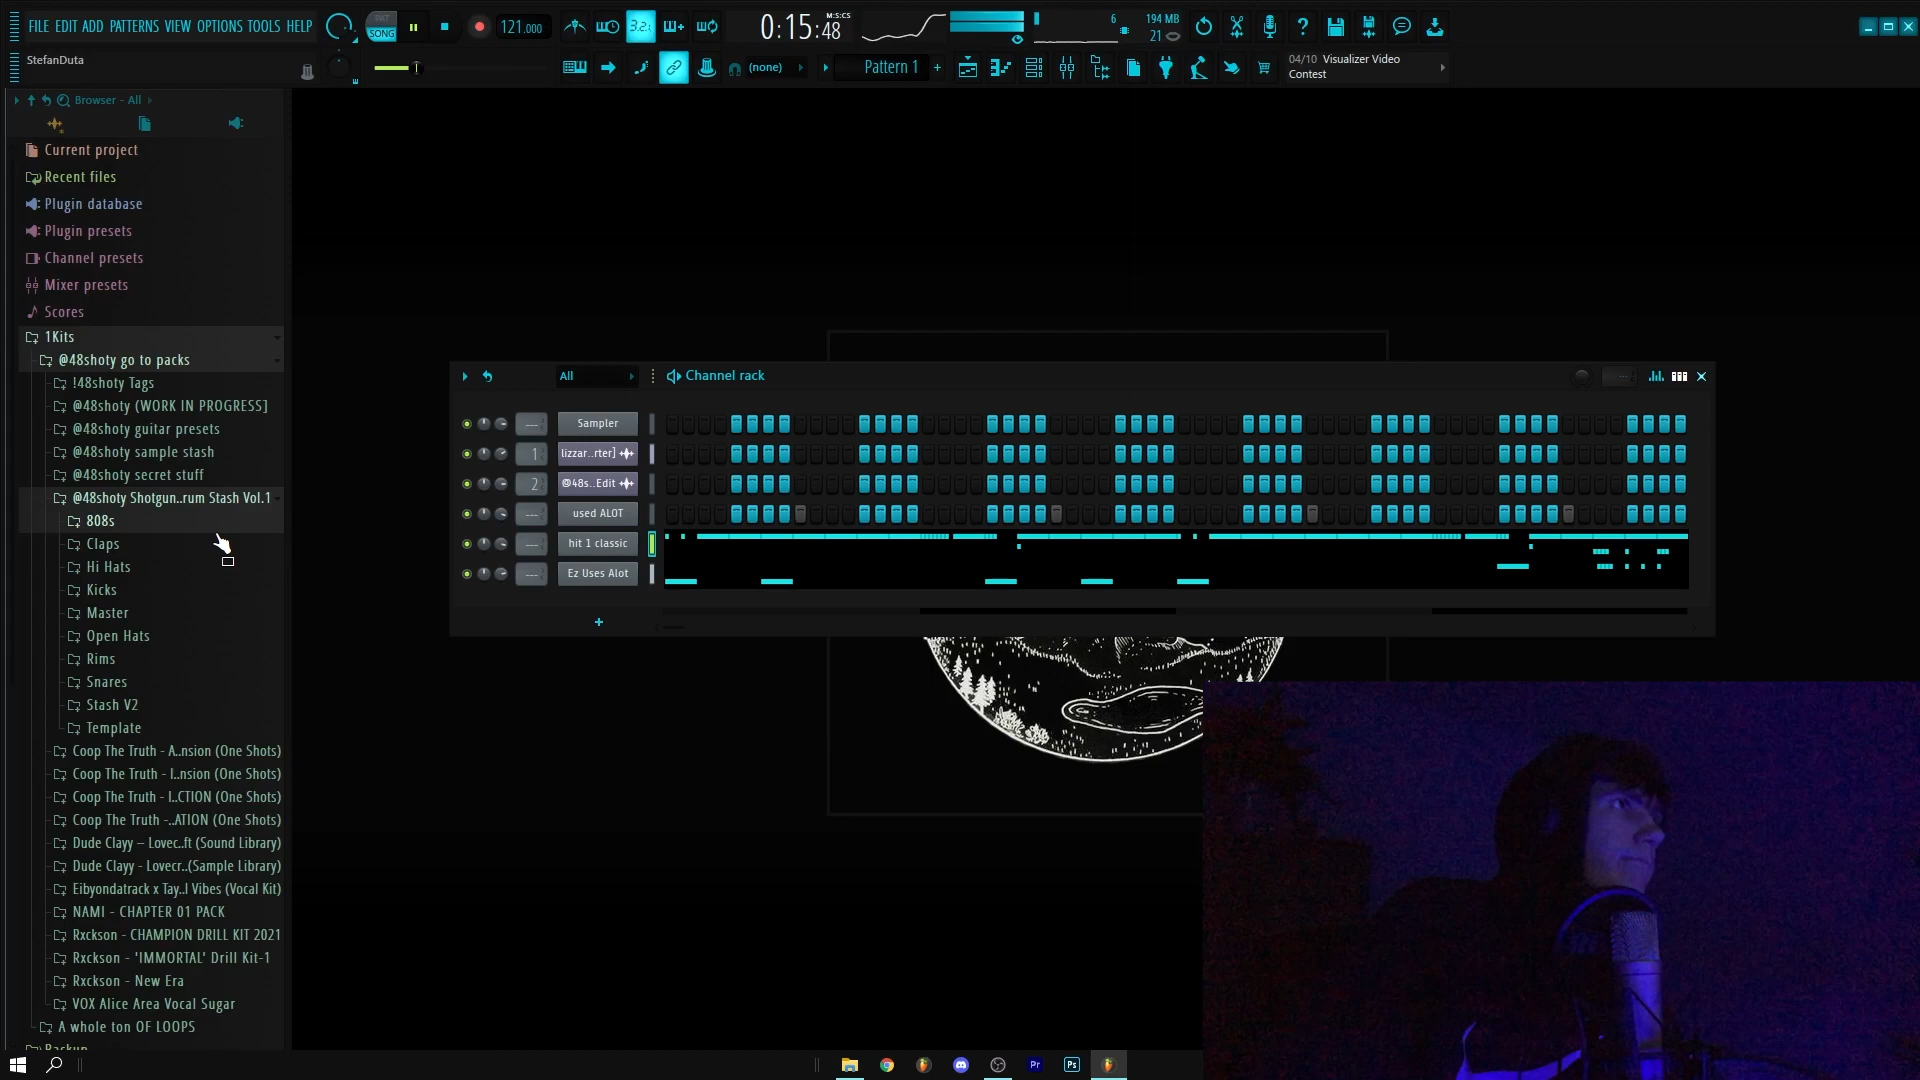 FILE EDIT ADD PATTERNS VIEW OPTIONS TOOLS HELP
PAT
SONG
121.000
3.2.
0:15:48
M:S:CS
6
194 MB
21
StefanDuta
(none)
Pattern 1
04/10 Visualizer Video
Contest
Browser - All
Current project
Recent files
Plugin database
Plugin presets
Channel presets
Mixer presets
Scores
1Kits
@48shoty go to packs
!48shoty Tags
@48shoty (WORK IN PROGRESS]
@48shoty guitar presets
@48shoty sample stash
@48shoty secret stuff
@48shoty Shotgun..rum Stash Vol.1
808s
Claps
Hi Hats
Kicks
Master
Open Hats
Rims
Snares
Stash V2
Template
Coop The Truth - A..nsion (One Shots)
Coop The Truth - I..nsion (One Shots)
Coop The Truth - I..CTION (One Shots)
Coop The Truth -..ATION (One Shots)
Dude Clayy – Lovec..ft (Sound Library)
Dude Clayy - Lovecr..(Sample Library)
Eibyondatrack x Tay..l Vibes (Vocal Kit)
NAMI - CHAPTER 01 PACK
Rxckson - CHAMPION DRILL KIT 2021
Rxckson - 'IMMORTAL' Drill Kit-1
Rxckson - New Era
VOX Alice Area Vocal Sugar
A whole ton OF LOOPS
Backup
All
Channel rack
Sampler
1 lizzar..rter]
2 @48s..Edit
used ALOT
hit 1 classic
Ez Uses Alot
Pr
Ps